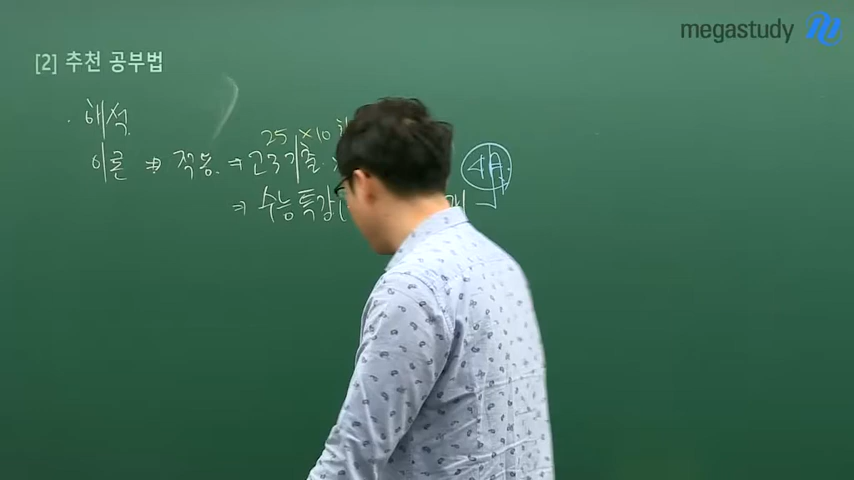 megastudy
[2] 추천 공부법
· 해석
25 × 10
이론 ⇒ 적용 ⇒ 고3기출
⇒ 수능특강(